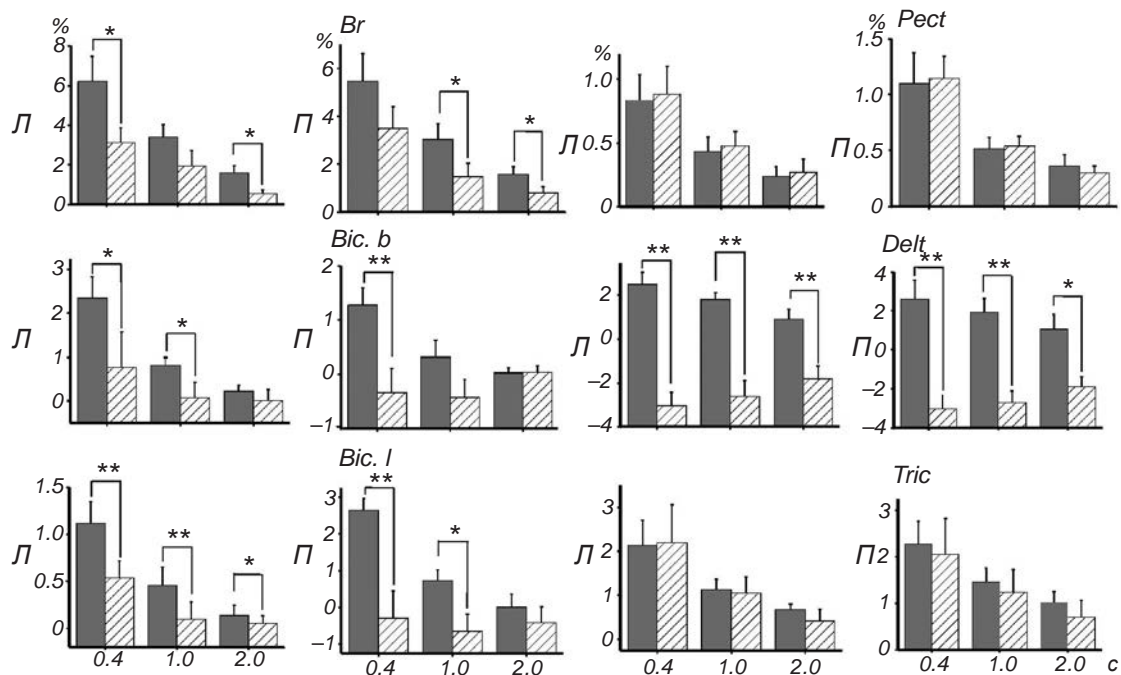 % Br % Pect
8 * % 1.5
6 6 * 1.0 1.0
Л 4 П 4 * Л 0.5 П 0.5
2 * 2
0 0 0 0
Bic. b Delt
3 * 2 ** ** ** ** 4 ** ** *
2 * 1 2 2
Л 1 П 0 Л 0 П 0
0 –1 –2 –2
–4 –4
Bic. l Tric
1.5 ** 3 ** 3 3
1.0 ** 2 * 2 2
Л 0.5 * П 1 Л 1 П 1
0 0 0 0
–1
0.4 1.0 2.0 0.4 1.0 2.0 0.4 1.0 2.0 0.4 1.0 2.0 c